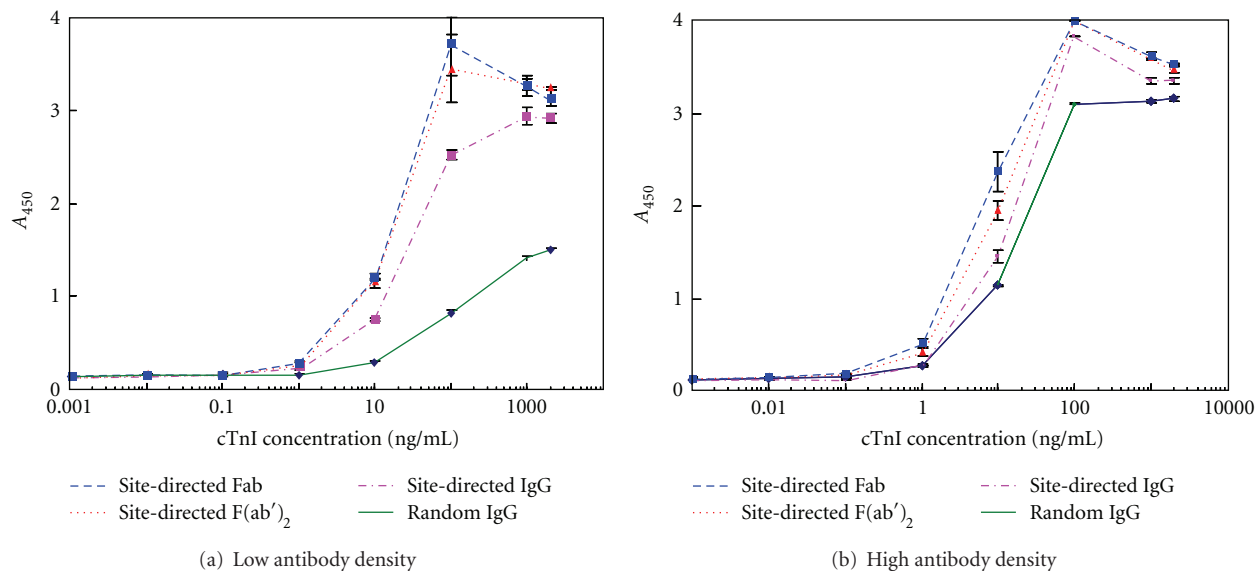 4
3
2
1
0
A450
0.001
0.1
10
1000
cTnI concentration (ng/mL)
Site-directed Fab
Site-directed F(ab′)2
Site-directed IgG
Random IgG
(a) Low antibody density
4
3
2
1
0
A450
0.01
1
100
10000
cTnI concentration (ng/mL)
Site-directed Fab
Site-directed F(ab′)2
Site-directed IgG
Random IgG
(b) High antibody density